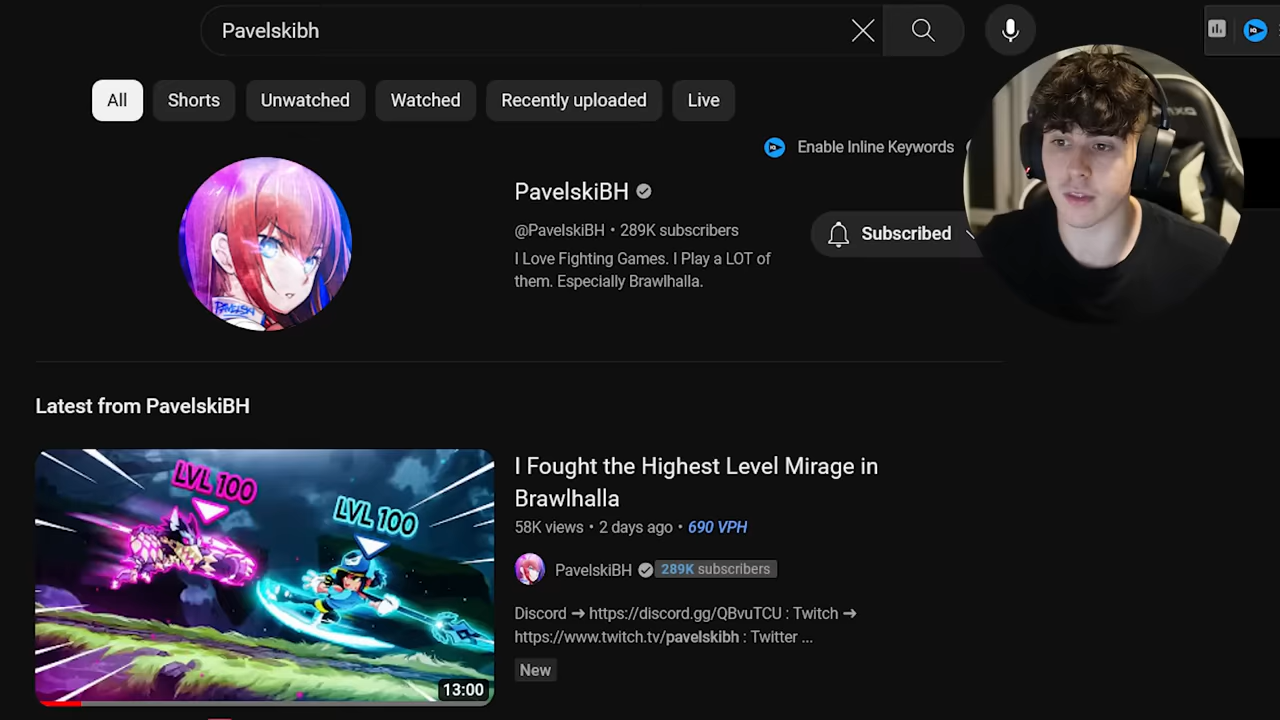 Pavelskibh
All
Shorts
Unwatched
Watched
Recently uploaded
Live
Enable Inline Keywords
PavelskiBH
@PavelskiBH • 289K subscribers
I Love Fighting Games. I Play a LOT of
them. Especially Brawlhalla.
Subscribed
PAVELSKI
Latest from PavelskiBH
LVL 100
LVL 100
13:00
I Fought the Highest Level Mirage in
Brawlhalla
58K views • 2 days ago • 690 VPH
PavelskiBH 289K subscribers
Discord ➔ https://discord.gg/QBvuTCU : Twitch ➔
https://www.twitch.tv/pavelskibh : Twitter ...
New